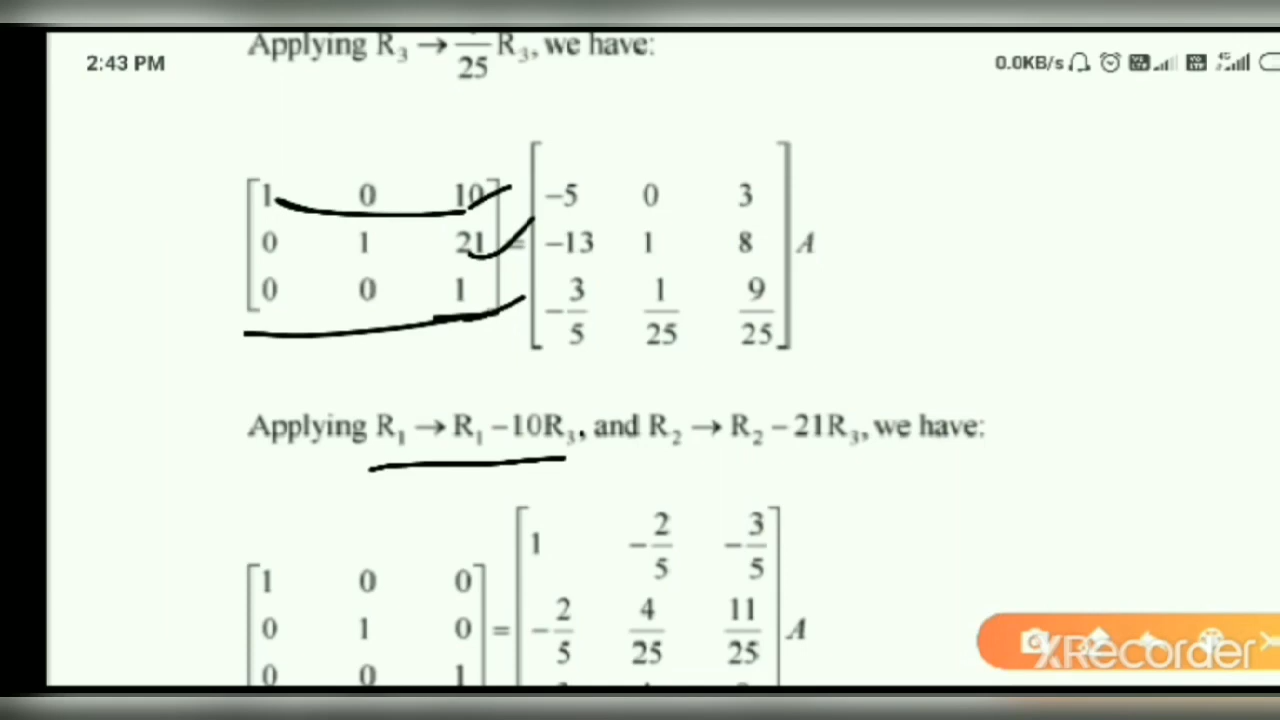 Applying R₃ → /25 R₃, we have:
2:43 PM 0.0KB/s 4G
[1 0 10] [-5 0 3]
[0 1 21] = [-13 1 8] A
[0 0 1] [-3/5 1/25 9/25]
Applying R₁ → R₁ − 10R₃, and R₂ → R₂ − 21R₃, we have:
[1 0 0] [1 -2/5 -3/5]
[0 1 0] = [-2/5 4/25 11/25] A
[0 0 1]
XRecorder